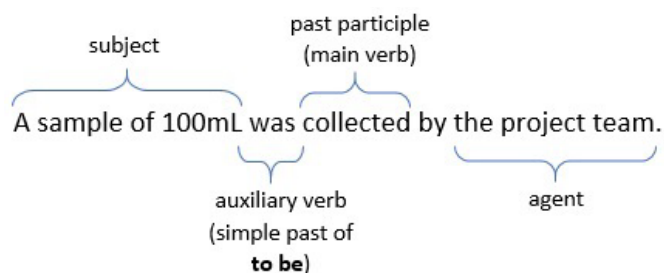 past participle
subject
(main verb)
A sample of 100mL was collected by the project team.
auxiliary verb
agent
(simple past of
to be)